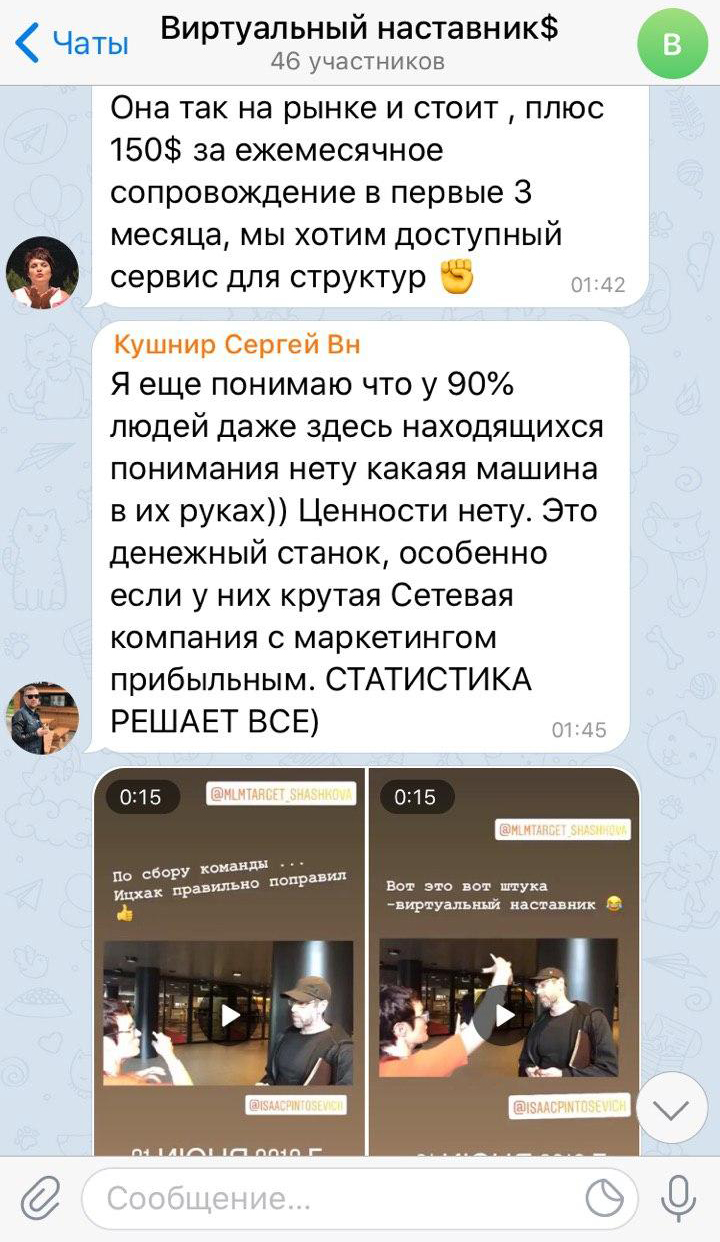 Чаты
Виртуальный наставник$
46 участников
В
Она так на рынке и стоит , плюс
150$ за ежемесячное
сопровождение в первые 3
месяца, мы хотим доступный
сервис для структур ✊
01:42
Кушнир Сергей Вн
Я еще понимаю что у 90%
людей даже здесь находящихся
понимания нету какаяя машина
в их руках)) Ценности нету. Это
денежный станок, особенно
если у них крутая Сетевая
компания с маркетингом
прибыльным. СТАТИСТИКА
РЕШАЕТ ВСЕ)
01:45
0:15
@MLMTARGET_SHASHKOVA
По сбору команды ...
Ицхак правильно поправил
👍
@ISAACPINTOSEVICH
21 ИЮНЯ 2019 Г.
0:15
@MLMTARGET_SHASHKOVA
Вот это вот штука
-виртуальный наставник 😂
@ISAACPINTOSEVICH
Сообщение...